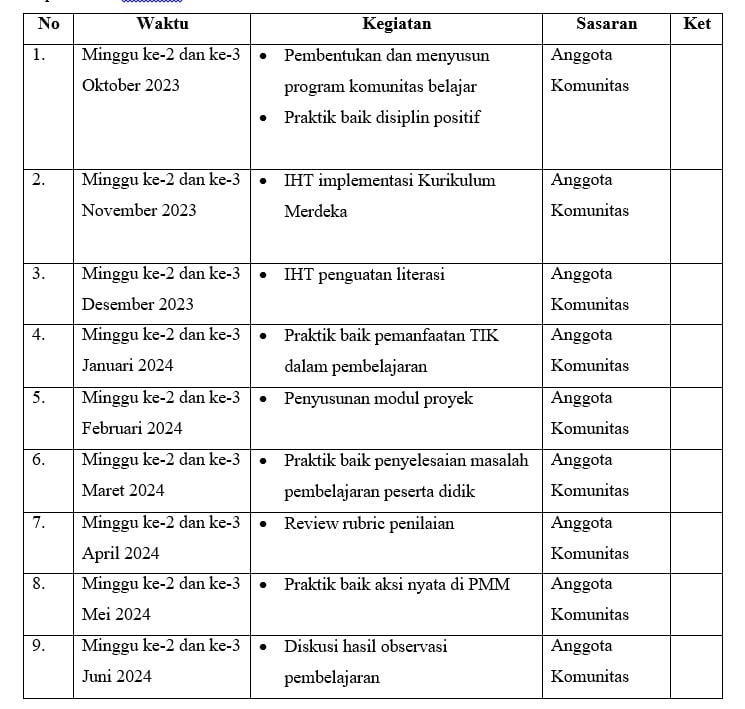 No Waktu Kegiatan Sasaran Ket
1. Minggu ke-2 dan ke-3 • Pembentukan dan menyusun Anggota
Oktober 2023 program komunitas belajar Komunitas
• Praktik baik disiplin positif
2. Minggu ke-2 dan ke-3 • IHT implementasi Kurikulum Anggota
November 2023 Merdeka Komunitas
3. Minggu ke-2 dan ke-3 • IHT penguatan literasi Anggota
Desember 2023 Komunitas
4. Minggu ke-2 dan ke-3 • Praktik baik pemanfaatan TIK Anggota
Januari 2024 dalam pembelajaran Komunitas
5. Minggu ke-2 dan ke-3 • Penyusunan modul proyek Anggota
Februari 2024 Komunitas
6. Minggu ke-2 dan ke-3 • Praktik baik penyelesaian masalah Anggota
Maret 2024 pembelajaran peserta didik Komunitas
7. Minggu ke-2 dan ke-3 • Review rubric penilaian Anggota
April 2024 Komunitas
8. Minggu ke-2 dan ke-3 • Praktik baik aksi nyata di PMM Anggota
Mei 2024 Komunitas
9. Minggu ke-2 dan ke-3 • Diskusi hasil observasi Anggota
Juni 2024 pembelajaran Komunitas